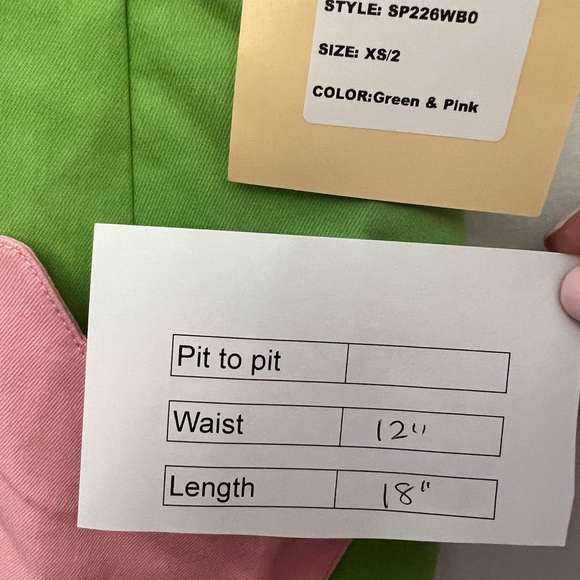 STYLE: SP226WB0
SIZE: XS/2
COLOR:Green & Pink
Pit to pit
Waist 12"
Length 18"